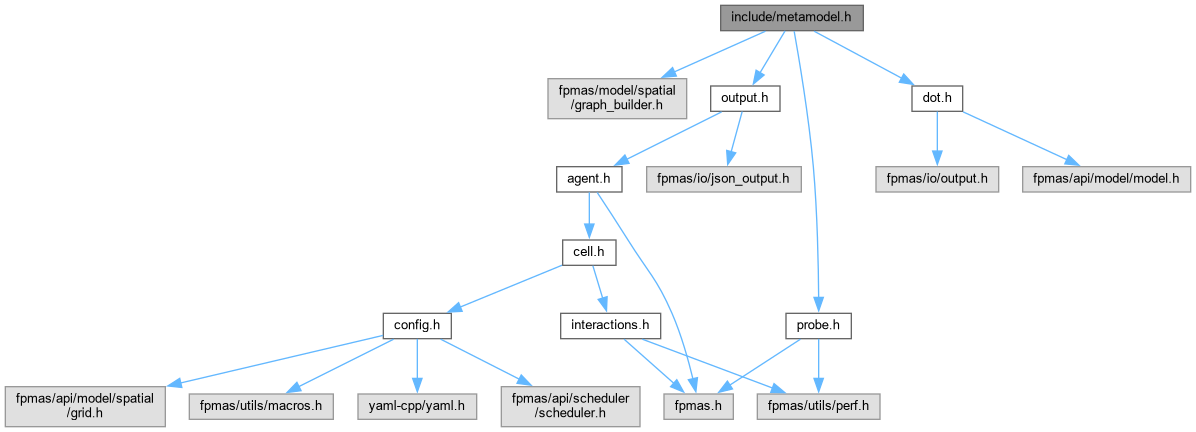 include/metamodel.h
fpmas/model/spatial
/graph_builder.h
output.h
dot.h
agent.h
fpmas/io/json_output.h
fpmas/io/output.h
fpmas/api/model/model.h
cell.h
config.h
interactions.h
probe.h
fpmas/api/model/spatial
/grid.h
fpmas/utils/macros.h
yaml-cpp/yaml.h
fpmas/api/scheduler
/scheduler.h
fpmas.h
fpmas/utils/perf.h